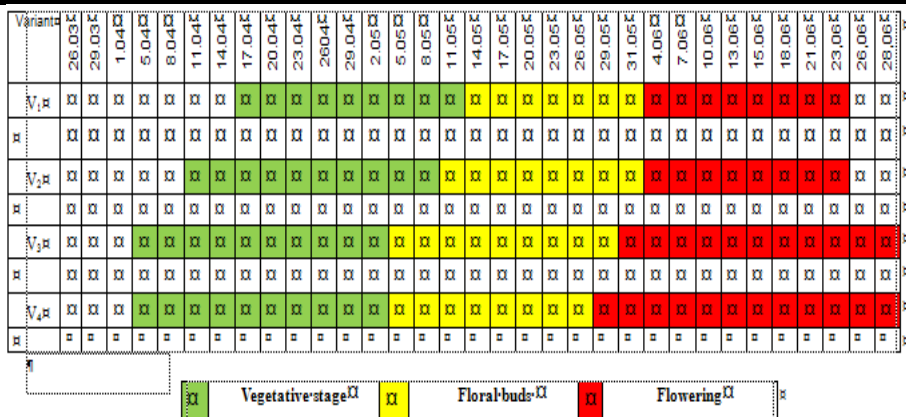 Variant¤ 26.03¤ 29.03¤ 1.04¤ 5.04¤ 8.04¤ 11.04¤ 14.04¤ 17.04¤ 20.04¤ 23.04¤ 2604¤ 29.04¤ 2.05¤ 5.05¤ 8.05¤ 11.05¤ 14.05¤ 17.05¤ 20.05¤ 23.05¤ 26.05¤ 29.05¤ 31.05¤ 4.06¤ 7.06¤ 10.06¤ 13.06¤ 15.06¤ 18.06¤ 21.06¤ 23,06¤ 26,06¤ 28,06¤
V₁¤
V₂¤
V₃¤
V₄¤
¤ Vegetative·stage¤ ¤ Floral·buds·¤ ¤ Flowering¤ ¤